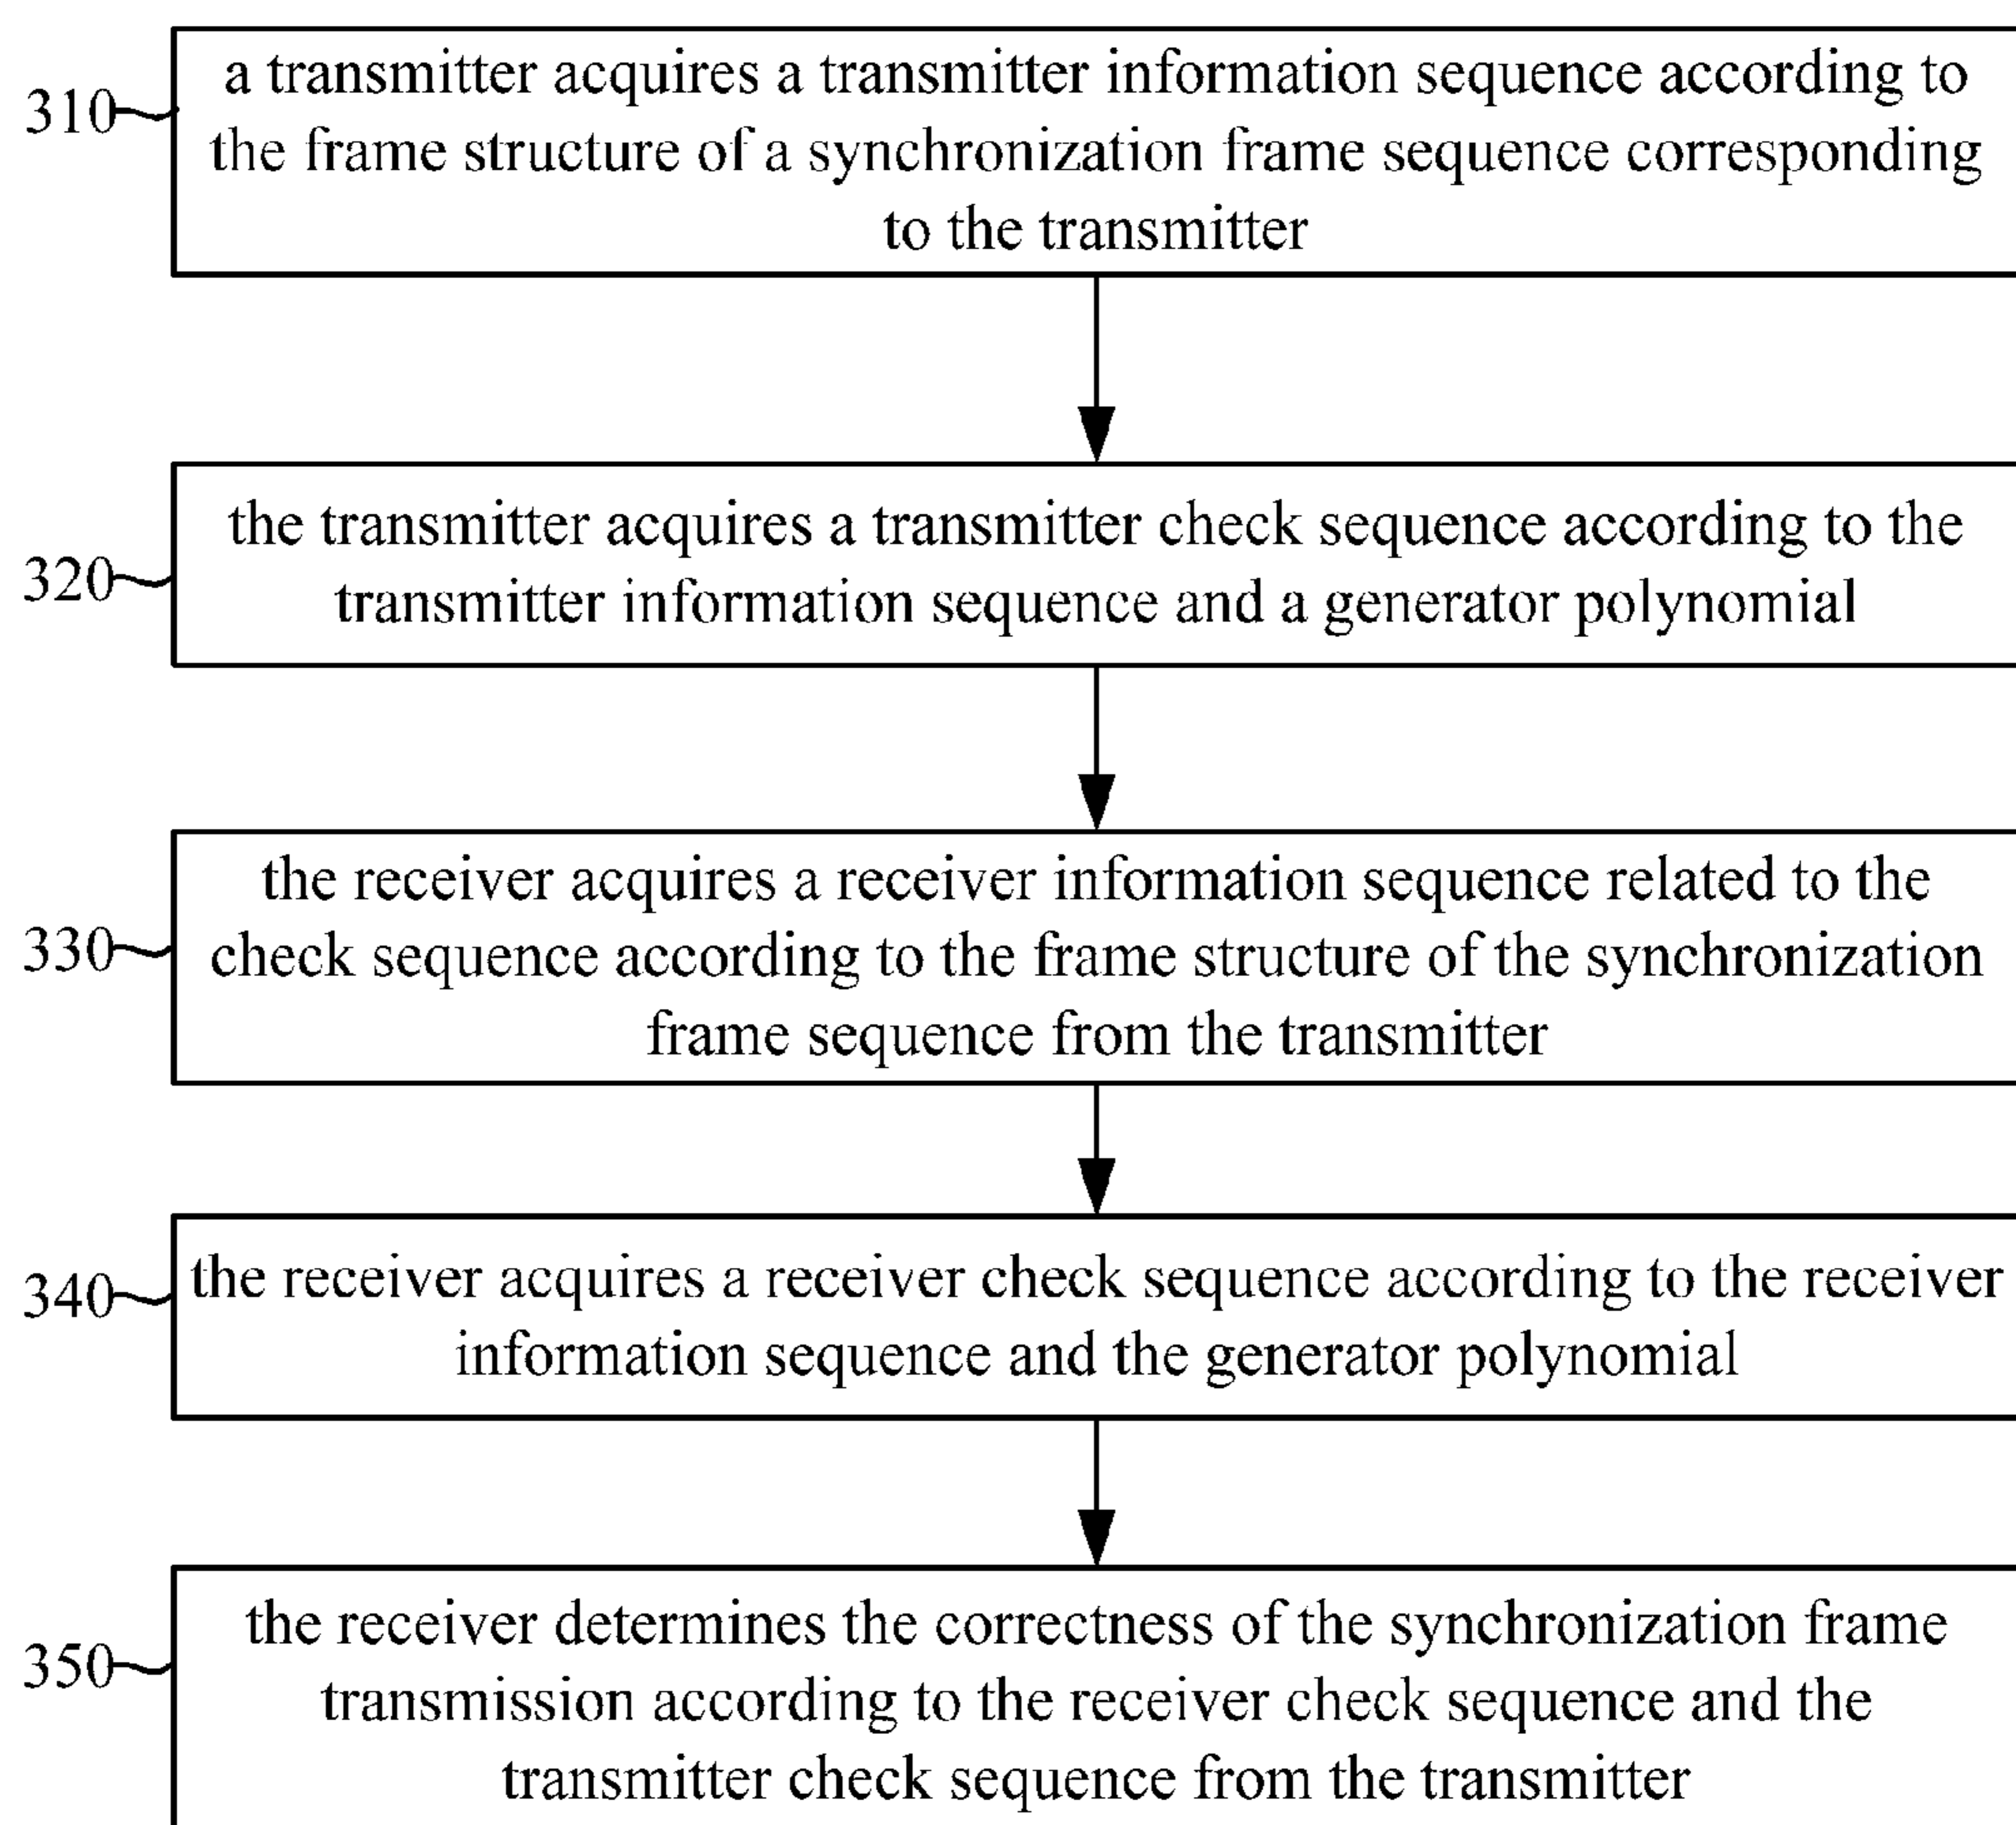 310
a transmitter acquires a transmitter information sequence according to
the frame structure of a synchronization frame sequence corresponding
to the transmitter
320
the transmitter acquires a transmitter check sequence according to the
transmitter information sequence and a generator polynomial
330
the receiver acquires a receiver information sequence related to the
check sequence according to the frame structure of the synchronization
frame sequence from the transmitter
340
the receiver acquires a receiver check sequence according to the receiver
information sequence and the generator polynomial
350
the receiver determines the correctness of the synchronization frame
transmission according to the receiver check sequence and the
transmitter check sequence from the transmitter